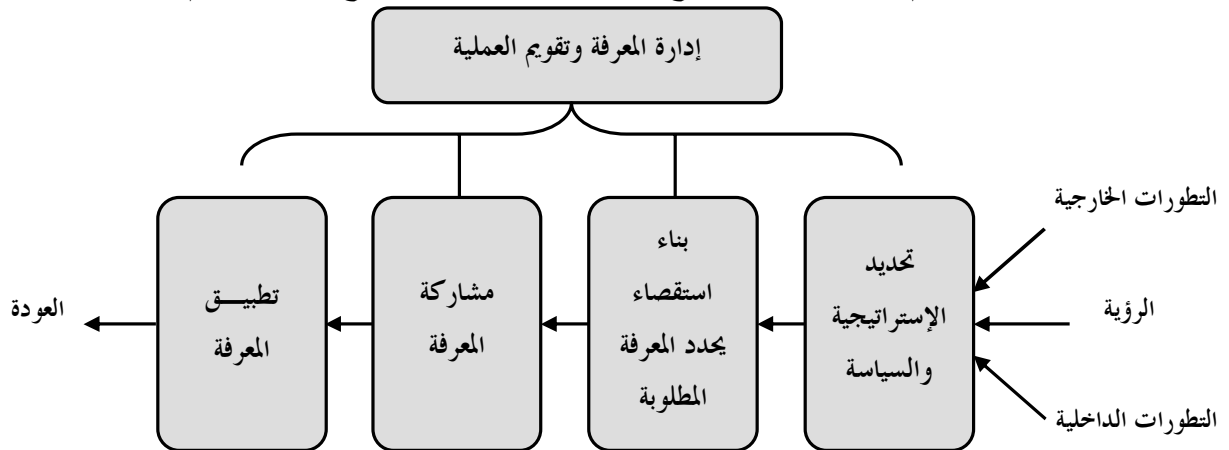 إدارة المعرفة وتقويم العملية
التطورات الخارجية
الرؤية
التطورات الداخلية
تحديد
الإستراتيجية
والسياسة
بناء
استقصاء
يحدد المعرفة
المطلوبة
مشاركة
المعرفة
تطبيــــق
المعرفة
العودة